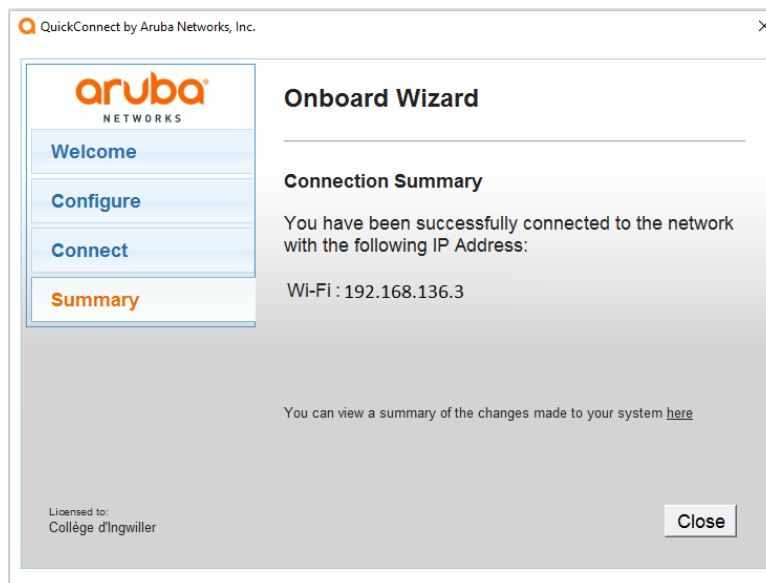 QuickConnect by Aruba Networks, Inc.
aruba
NETWORKS
Welcome
Configure
Connect
Summary
Onboard Wizard
Connection Summary
You have been successfully connected to the network
with the following IP Address:
Wi-Fi : 192.168.136.3
You can view a summary of the changes made to your system here
Licensed to:
Collège d'Ingwiller
Close